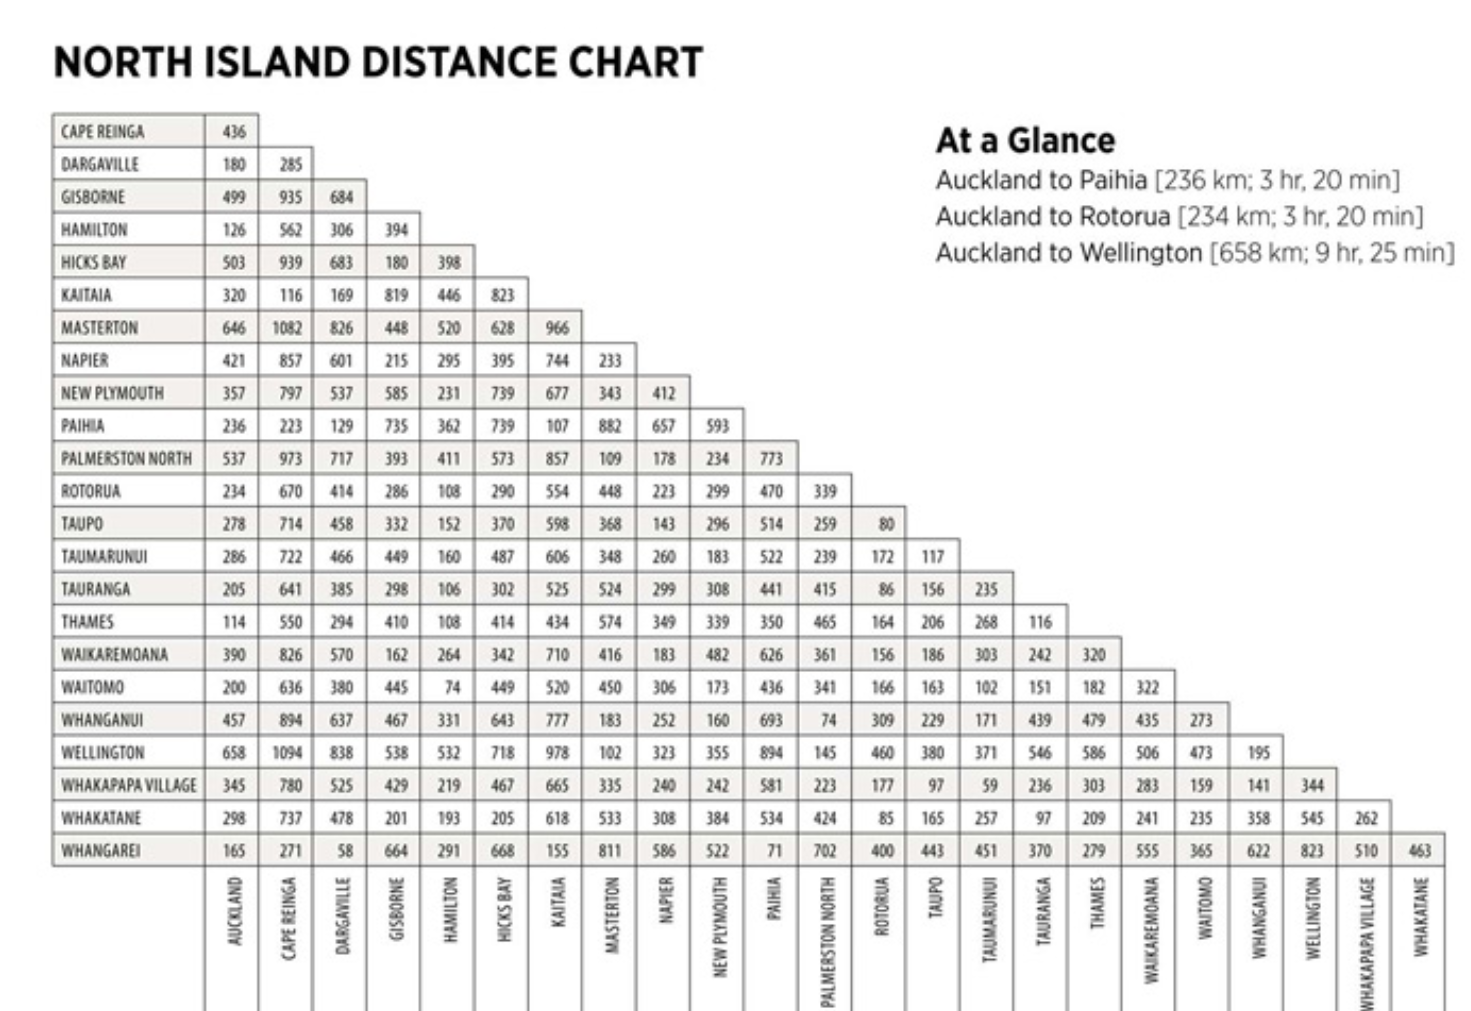 NORTH ISLAND DISTANCE CHART
At a Glance
Auckland to Paihia [236 km; 3 hr, 20 min]
Auckland to Rotorua [234 km; 3 hr, 20 min]
Auckland to Wellington [658 km; 9 hr, 25 min]
CAPE REINGA 436
DARGAVILLE 180 285
GISBORNE 499 935 684
HAMILTON 126 562 306 394
HICKS BAY 503 939 683 180 398
KAITAIA 320 116 169 819 446 823
MASTERTON 646 1082 826 448 520 628 966
NAPIER 421 857 601 215 295 395 744 233
NEW PLYMOUTH 357 797 537 585 231 739 677 343 412
PAIHIA 236 223 129 735 362 739 107 882 657 593
PALMERSTON NORTH 537 973 717 393 411 573 857 109 178 234 773
ROTORUA 234 670 414 286 108 290 554 448 223 299 470 339
TAUPO 278 714 458 332 152 370 598 368 143 296 514 259 80
TAUMARUNUI 286 722 466 449 160 487 606 348 260 183 522 239 172 117
TAURANGA 205 641 385 298 106 302 525 524 299 308 441 415 86 156 235
THAMES 114 550 294 410 108 414 434 574 349 339 350 465 164 206 268 116
WAIKAREMOANA 390 826 570 162 264 342 710 416 183 482 626 361 156 186 303 242 320
WAITOMO 200 636 380 445 74 449 520 450 306 173 436 341 166 163 102 151 182 322
WHANGANUI 457 894 637 467 331 643 777 183 252 160 693 74 309 229 171 439 479 435 273
WELLINGTON 658 1094 838 538 532 718 978 102 323 355 894 145 460 380 371 546 586 506 473 195
WHAKAPAPA VILLAGE 345 780 525 429 219 467 665 335 240 242 581 223 177 97 59 236 303 283 159 141 344
WHAKATANE 298 737 478 201 193 205 618 533 308 384 534 424 85 165 257 97 209 241 235 358 545 262
WHANGAREI 165 271 58 664 291 668 155 811 586 522 71 702 400 443 451 370 279 555 365 622 823 510 463
AUCKLAND
CAPE REINGA
DARGAVILLE
GISBORNE
HAMILTON
HICKS BAY
KAITAIA
MASTERTON
NAPIER
NEW PLYMOUTH
PAIHIA
PALMERSTON NORTH
ROTORUA
TAUPO
TAUMARUNUI
TAURANGA
THAMES
WAIKAREMOANA
WAITOMO
WHANGANUI
WELLINGTON
WHAKAPAPA VILLAGE
WHAKATANE